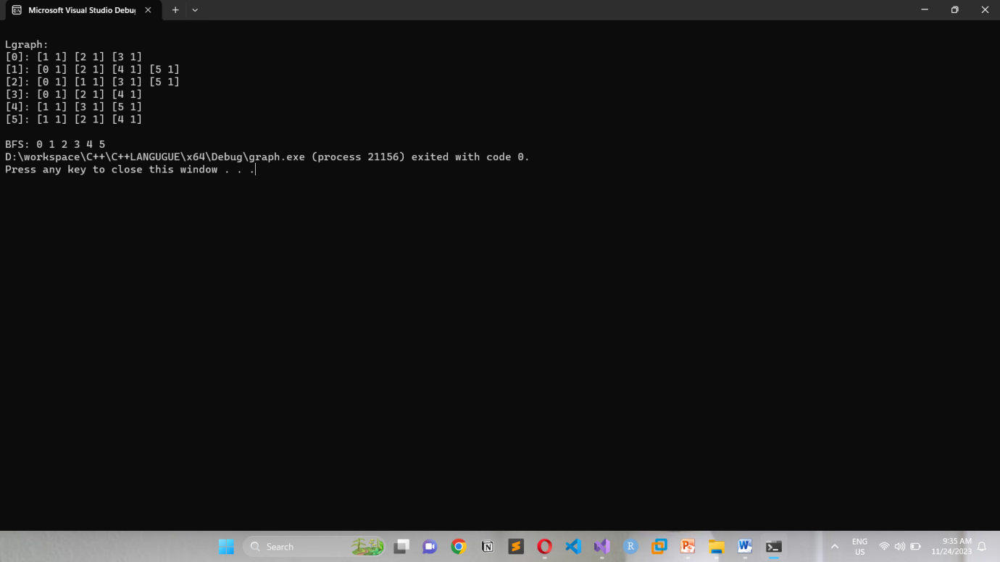 Microsoft Visual Studio Debug
Lgraph:
[0]: [1 1] [2 1] [3 1]
[1]: [0 1] [2 1] [4 1] [5 1]
[2]: [0 1] [1 1] [3 1] [5 1]
[3]: [0 1] [2 1] [4 1]
[4]: [1 1] [3 1] [5 1]
[5]: [1 1] [2 1] [4 1]
BFS: 0 1 2 3 4 5
D:\workspace\C++\C++LANGUGUE\x64\Debug\graph.exe (process 21156) exited with code 0.
Press any key to close this window . . .
Search
ENG
US
9:35 AM
11/24/2023